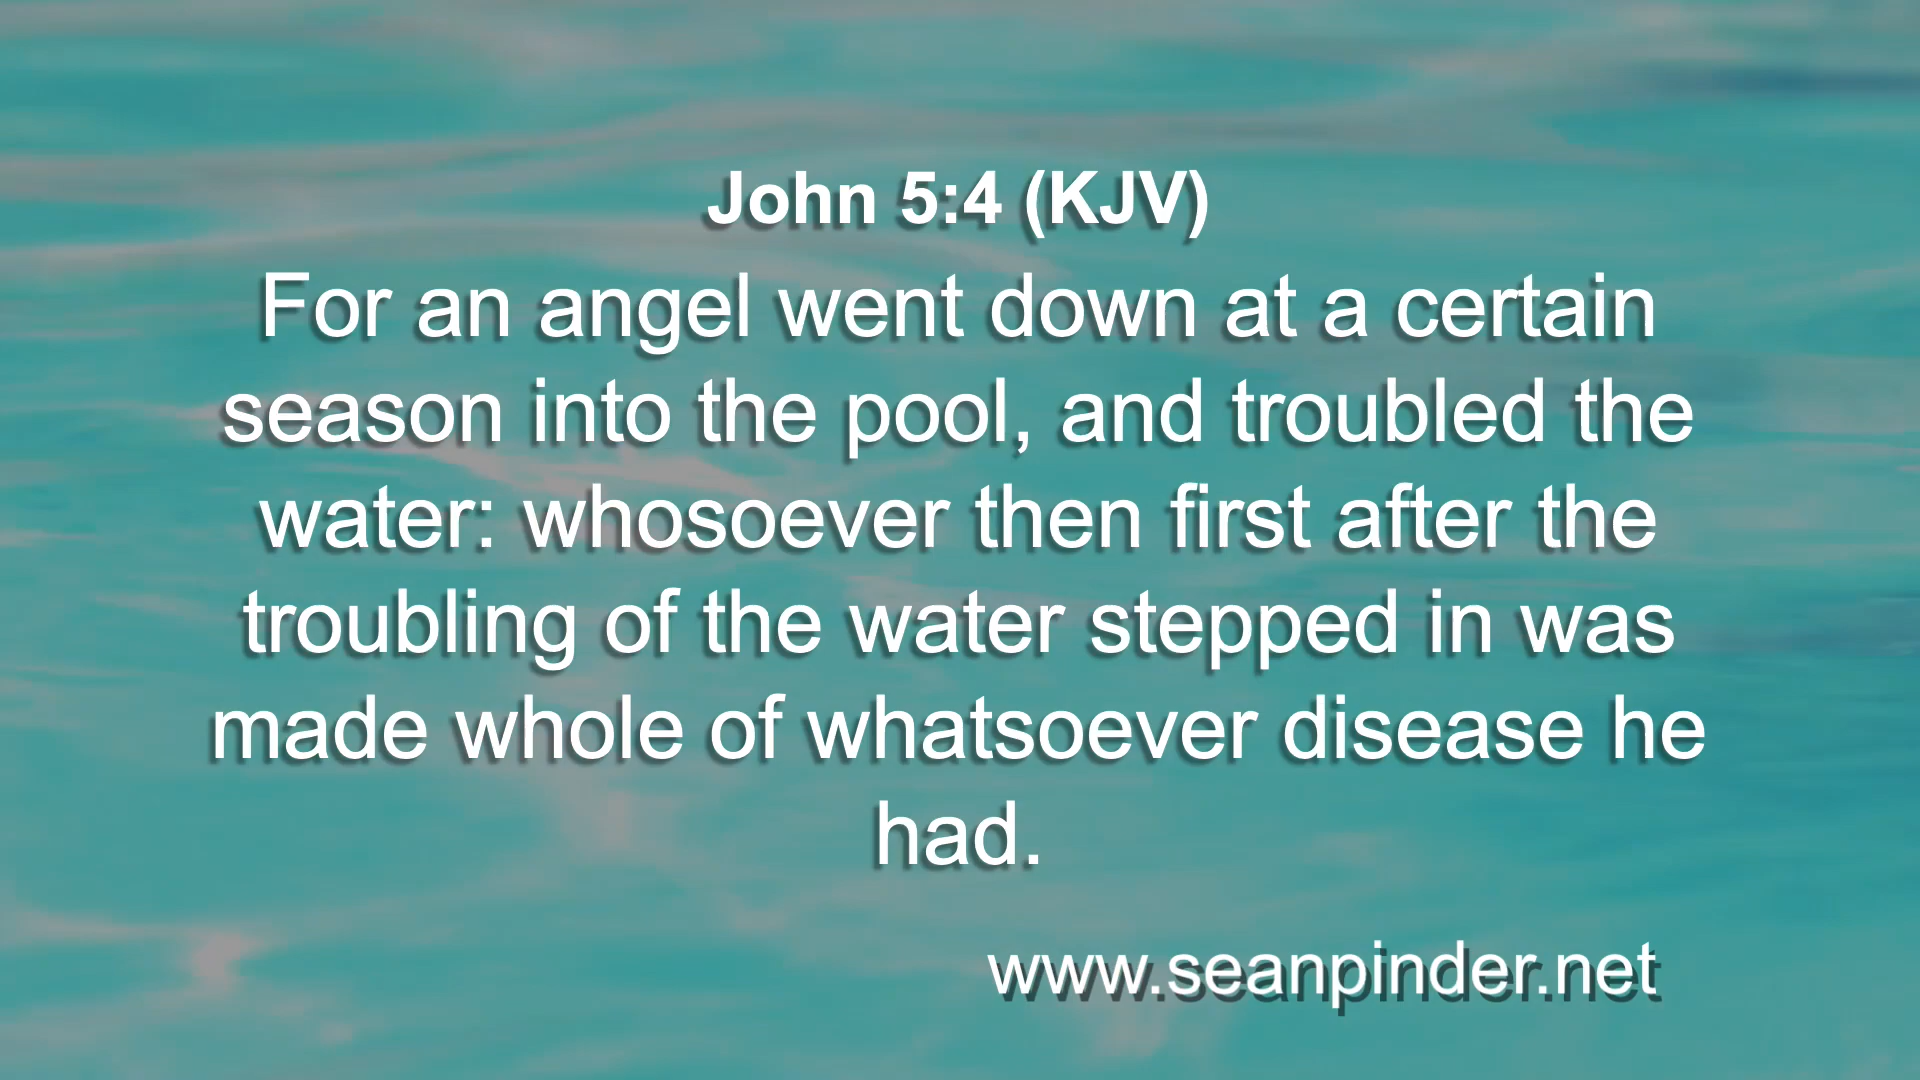 John 5:4 (KJV)
For an angel went down at a certain
season into the pool, and troubled the
water: whosoever then first after the
troubling of the water stepped in was
made whole of whatsoever disease he
had.
www.seanpinder.net